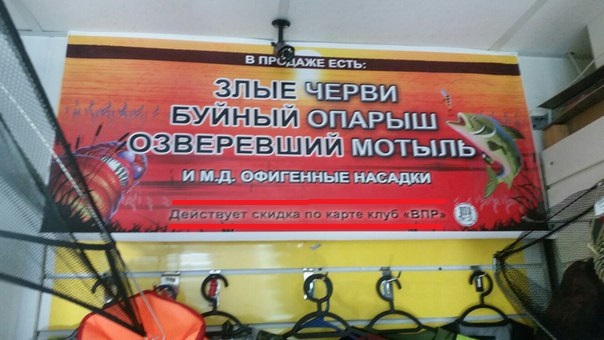 В ПРОДАЖЕ ЕСТЬ:
ЗЛЫЕ ЧЕРВИ
БУЙНЫЙ ОПАРЫШ
ОЗВЕРЕВШИЙ МОТЫЛЬ
И М.Д. ОФИГЕННЫЕ НАСАДКИ
Действует скидка по карте клуб «ВПР»